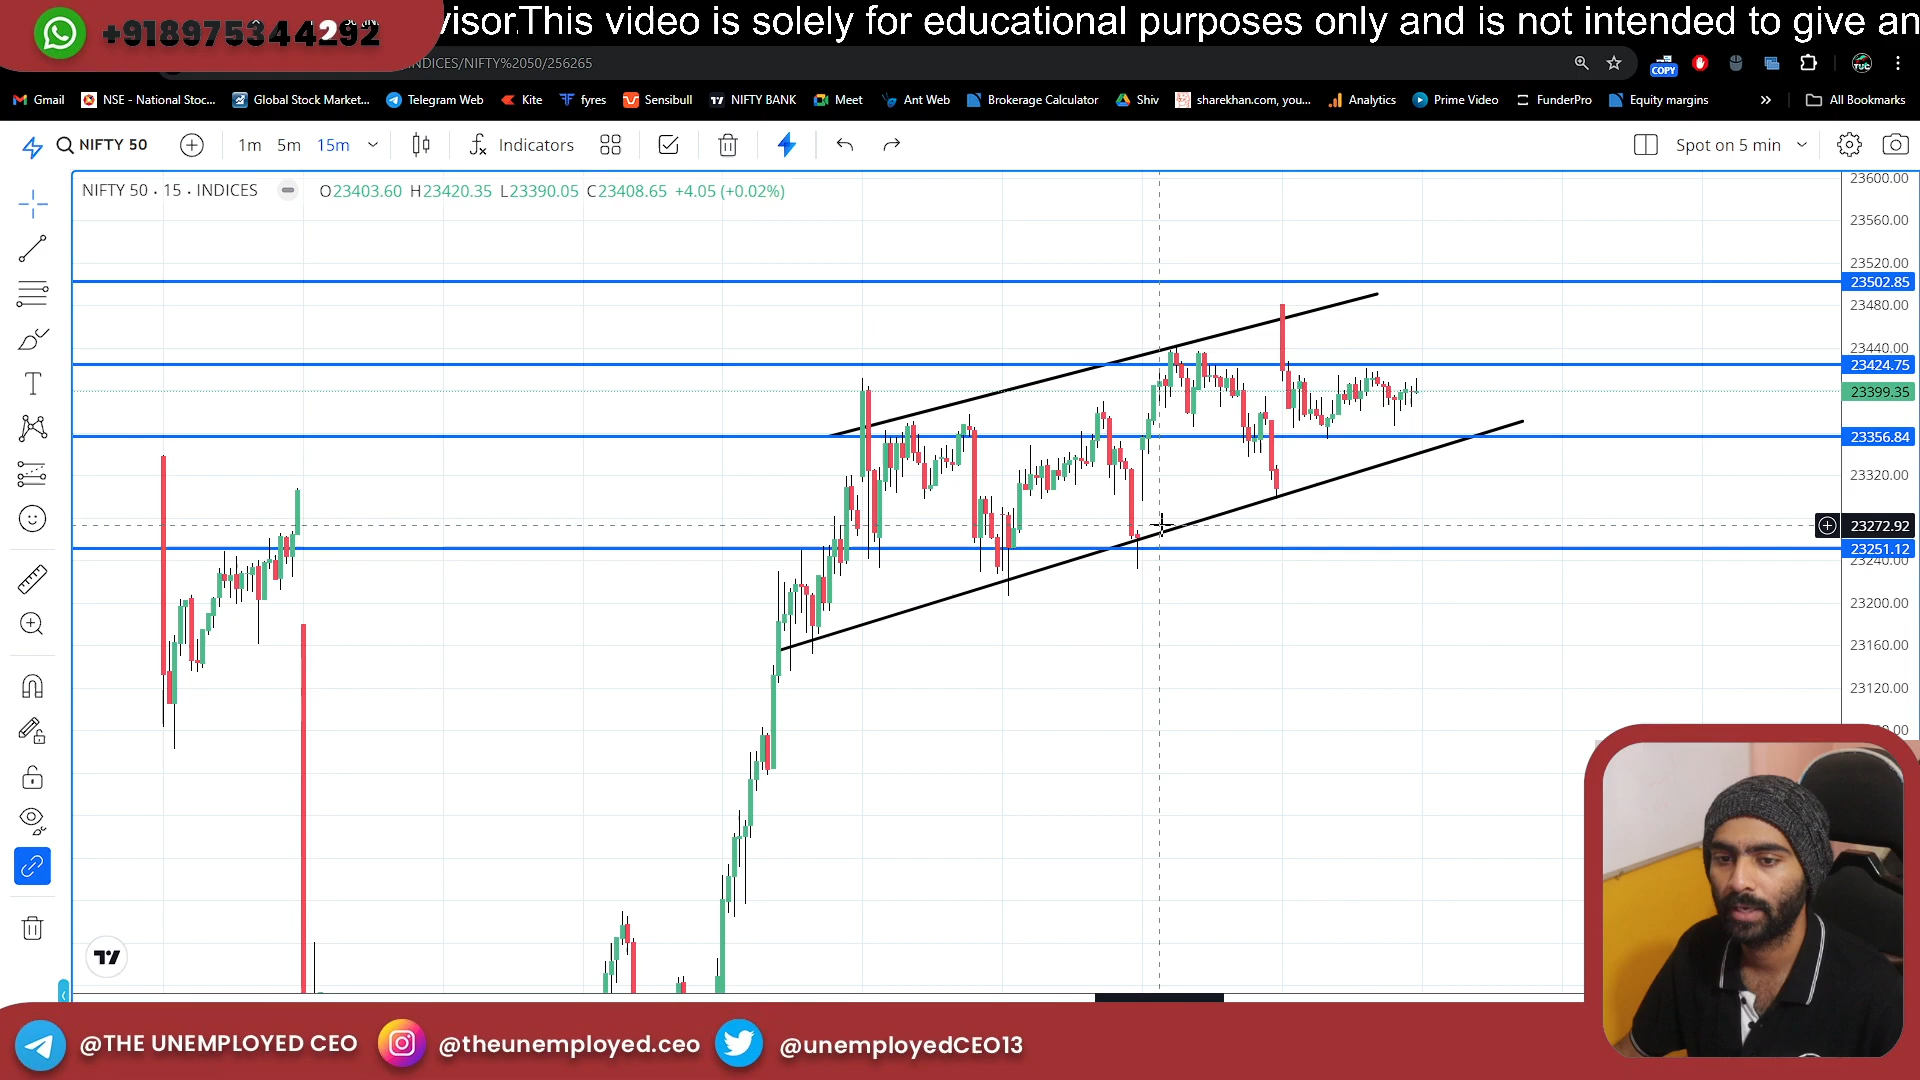 +918975344292
visor.This video is solely for educational purposes only and is not intended to give an
NDICES/NIFTY%2050/256265
COPY
TUC
Gmail
NSE - National Stoc...
Global Stock Market...
Telegram Web
Kite
fyres
Sensibull
NIFTY BANK
Meet
Ant Web
Brokerage Calculator
Shiv
sharekhan.com, you...
Analytics
Prime Video
FunderPro
Equity margins
All Bookmarks
NIFTY 50
1m 5m 15m
Indicators
Spot on 5 min
NIFTY 50 · 15 · INDICES
O23403.60 H23420.35 L23390.05 C23408.65 +4.05 (+0.02%)
23600.00
23560.00
23520.00
23502.85
23480.00
23440.00
23424.75
23399.35
23356.84
23320.00
23272.92
23251.12
23240.00
23200.00
23160.00
23120.00
@THE UNEMPLOYED CEO
@theunemployed.ceo
@unemployedCEO13